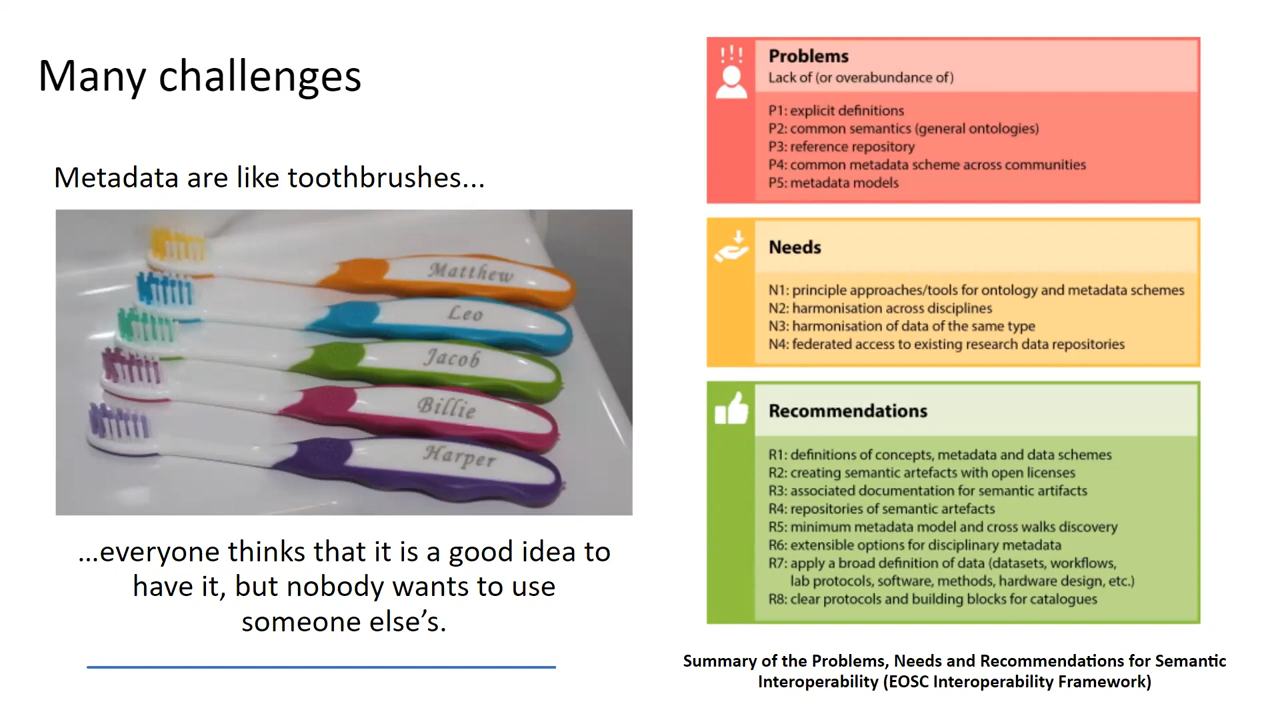 Many challenges
Metadata are like toothbrushes...
Matthew
Leo
Jacob
Billie
Harper
...everyone thinks that it is a good idea to
have it, but nobody wants to use
someone else’s.
!!!
Problems
Lack of (or overabundance of)
P1: explicit definitions
P2: common semantics (general ontologies)
P3: reference repository
P4: common metadata scheme across communities
P5: metadata models
Needs
N1: principle approaches/tools for ontology and metadata schemes
N2: harmonisation across disciplines
N3: harmonisation of data of the same type
N4: federated access to existing research data repositories
Recommendations
R1: definitions of concepts, metadata and data schemes
R2: creating semantic artefacts with open licenses
R3: associated documentation for semantic artifacts
R4: repositories of semantic artefacts
R5: minimum metadata model and cross walks discovery
R6: extensible options for disciplinary metadata
R7: apply a broad definition of data (datasets, workflows,
lab protocols, software, methods, hardware design, etc.)
R8: clear protocols and building blocks for catalogues
Summary of the Problems, Needs and Recommendations for Semantic
Interoperability (EOSC Interoperability Framework)